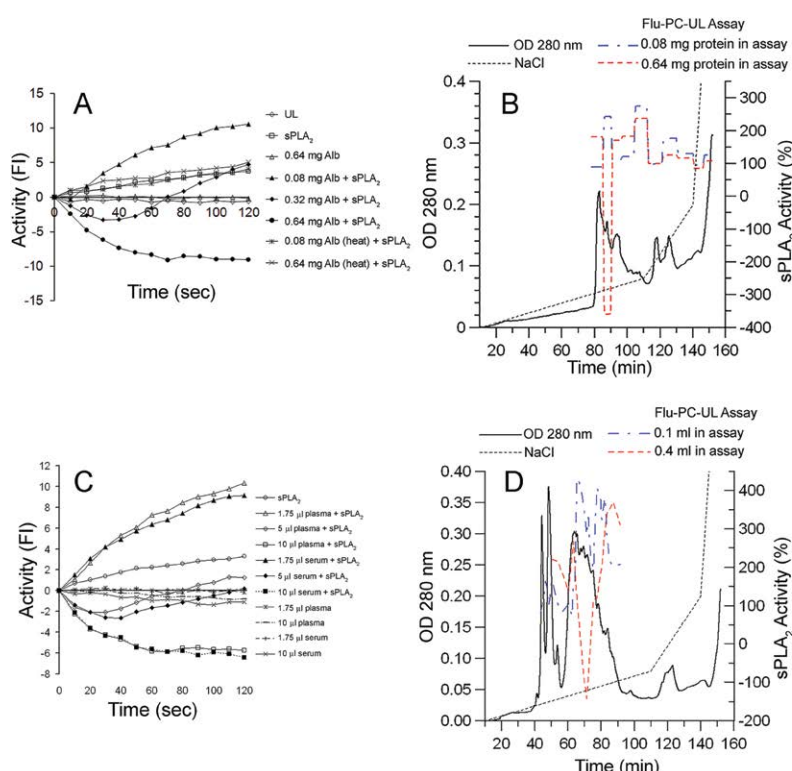 A
Activity (FI)
15
10
5
0
-5
-10
-15
0 20 40 60 80 100 120
Time (sec)
UL
sPLA2
0.64 mg Alb
0.08 mg Alb + sPLA2
0.32 mg Alb + sPLA2
0.64 mg Alb + sPLA2
0.08 mg Alb (heat) + sPLA2
0.64 mg Alb (heat) + sPLA2
Flu-PC-UL Assay
OD 280 nm
NaCl
0.08 mg protein in assay
0.64 mg protein in assay
B
OD 280 nm
0.4
0.3
0.2
0.1
0
350
300
200
100
0
-100
-200
-300
-400
sPLA2 Activity (%)
20 40 60 80 100 120 140 160
Time (min)
C
Activity (FI)
12
10
8
6
4
2
0
-2
-4
-6
-8
0 20 40 60 80 100 120
Time (sec)
sPLA2
1.75 µl plasma + sPLA2
5 µl plasma + sPLA2
10 µl plasma + sPLA2
1.75 µl serum + sPLA2
5 µl serum + sPLA2
10 µl serum + sPLA2
1.75 µl plasma
10 µl plasma
1.75 µl serum
10 µl serum
Flu-PC-UL Assay
OD 280 nm
NaCl
0.1 ml in assay
0.4 ml in assay
D
OD 280 nm
0.40
0.35
0.30
0.25
0.20
0.15
0.10
0.05
0.00
450
400
300
200
100
0
-100
-200
sPLA2 Activity (%)
20 40 60 80 100 120 140 160
Time (min)